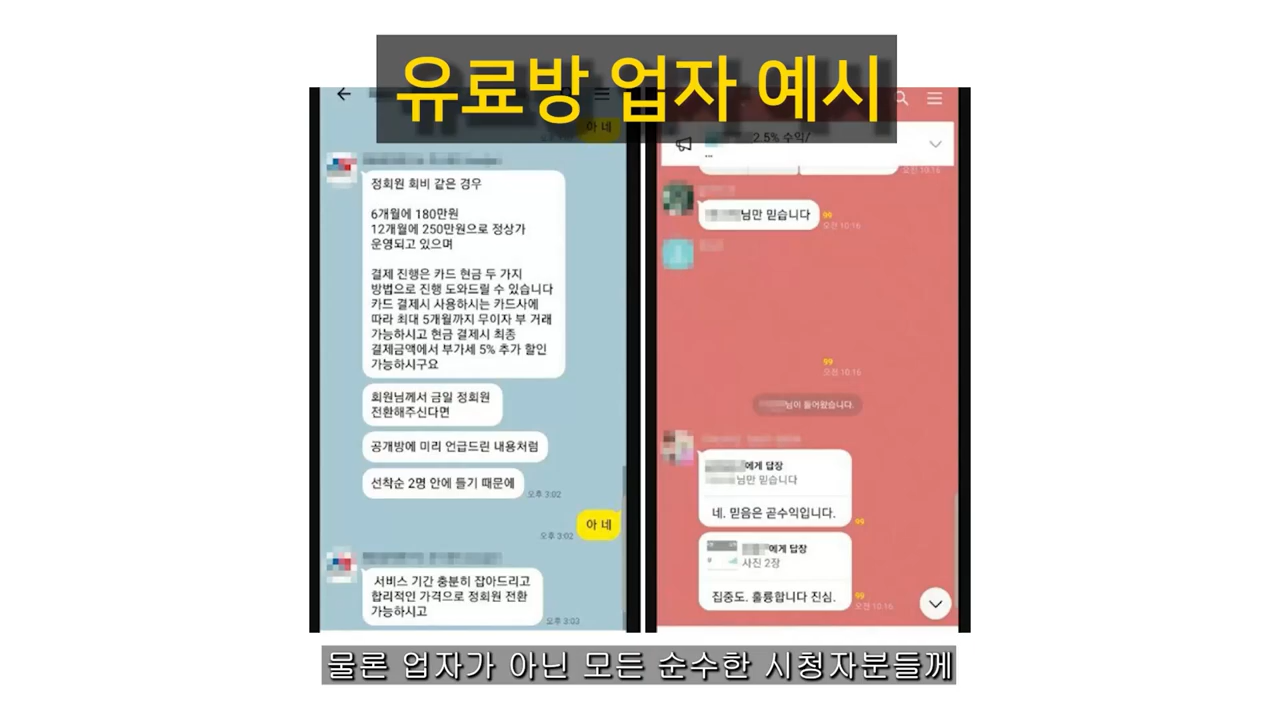 유료방 업자 예시
아 네
정회원 회비 같은 경우
6개월에 180만원
12개월에 250만원으로 정상가
운영되고 있으며
결제 진행은 카드 현금 두 가지
방법으로 진행 도와드릴 수 있습니다
카드 결제시 사용하시는 카드사에
따라 최대 5개월까지 무이자 부 거래
가능하시고 현금 결제시 최종
결제금액에서 부가세 5% 추가 할인
가능하시구요
회원님께서 금일 정회원
전환해주신다면
공개방에 미리 언급드린 내용처럼
선착순 2명 안에 들기 때문에
오후 3:02
아 네
오후 3:02
서비스 기간 충분히 잡아드리고
합리적인 가격으로 정회원 전환
가능하시고
오후 3:03
2.5% 수익/
...
오전 10:16
님만 믿습니다
99
오전 10:16
99
오전 10:16
님이 들어왔습니다.
에게 답장
님만 믿습니다
네. 믿음은 곧수익입니다.
99
에게 답장
사진 2장
집중도. 훌륭합니다 진심.
99
오전 10:16
물론 업자가 아닌 모든 순수한 시청자분들께